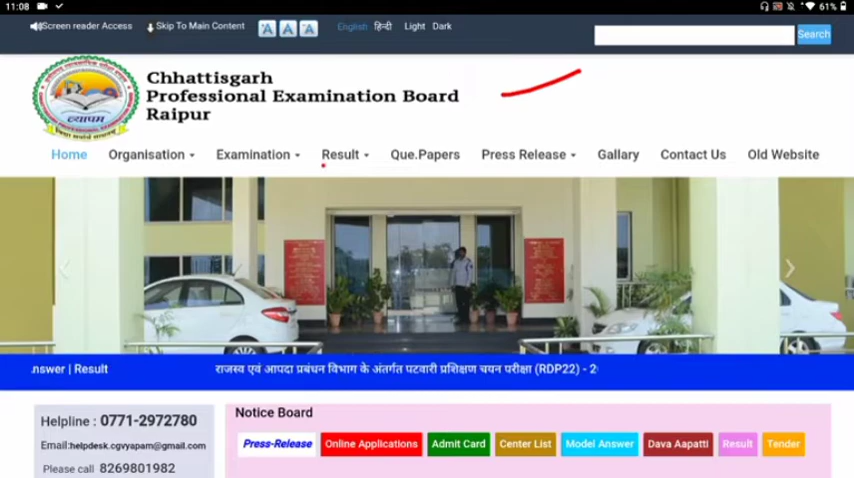 11:08 61%
Screen reader Access Skip To Main Content A A A English हिन्दी Light Dark
Search
Chhattisgarh
Professional Examination Board
Raipur
व्यापम
Home Organisation Examination Result Que.Papers Press Release Gallary Contact Us Old Website
Answer | Result राजस्व एवं आपदा प्रबंधन विभाग के अंतर्गत पटवारी प्रशिक्षण चयन परीक्षा (RDP22) - 2
Helpline : 0771-2972780
Email:helpdesk.cgvyapam@gmail.com
Please call 8269801982
Notice Board
Press-Release Online Applications Admit Card Center List Model Answer Dava Aapatti Result Tender